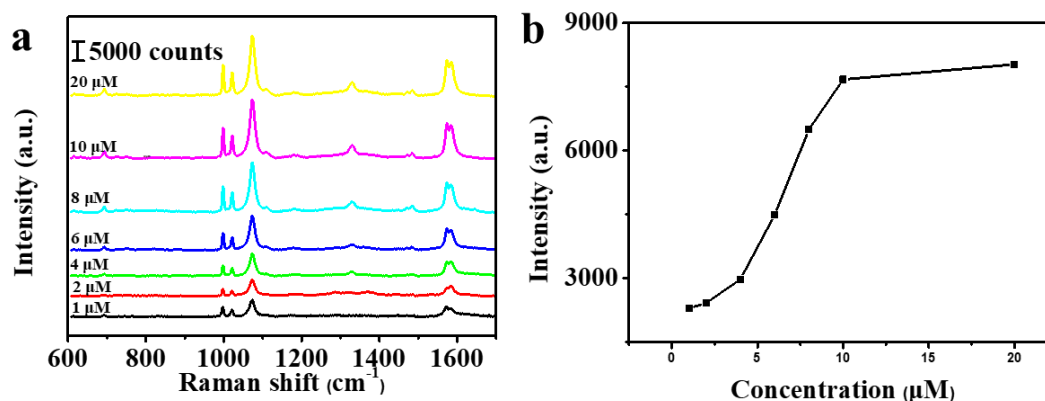 a
5000 counts
20 μM
10 μM
8 μM
6 μM
4 μM
2 μM
1 μM
Intensity (a.u.)
600 800 1000 1200 1400 1600
Raman shift (cm⁻¹)
b
9000
6000
3000
Intensity (a.u.)
0 5 10 15 20
Concentration (μM)